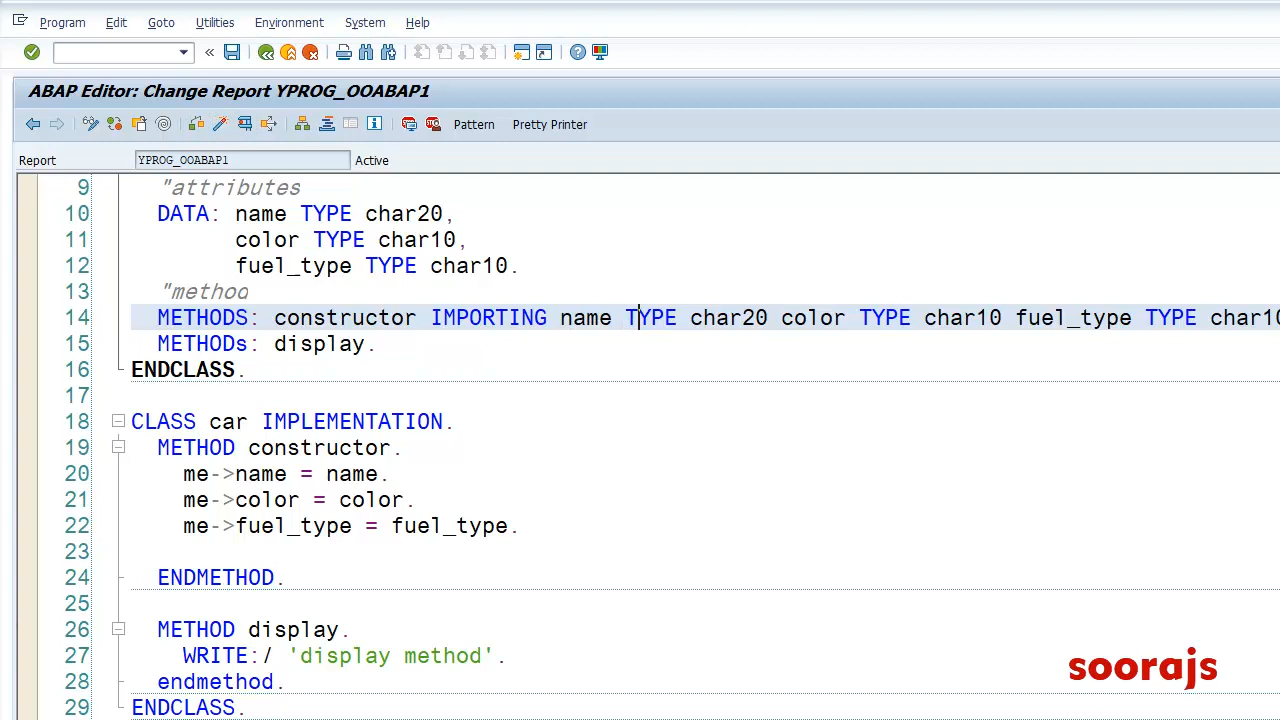 Program Edit Goto Utilities Environment System Help
ABAP Editor: Change Report YPROG_OOABAP1
Pattern Pretty Printer
Report YPROG_OOABAP1 Active
9 "attributes
10 DATA: name TYPE char20,
11 color TYPE char10,
12 fuel_type TYPE char10.
13 "method
14 METHODS: constructor IMPORTING name TYPE char20 color TYPE char10 fuel_type TYPE char10
15 METHODs: display.
16 ENDCLASS.
17
18 CLASS car IMPLEMENTATION.
19 METHOD constructor.
20 me->name = name.
21 me->color = color.
22 me->fuel_type = fuel_type.
23
24 ENDMETHOD.
25
26 METHOD display.
27 WRITE:/ 'display method'.
28 endmethod.
29 ENDCLASS.
soorajs